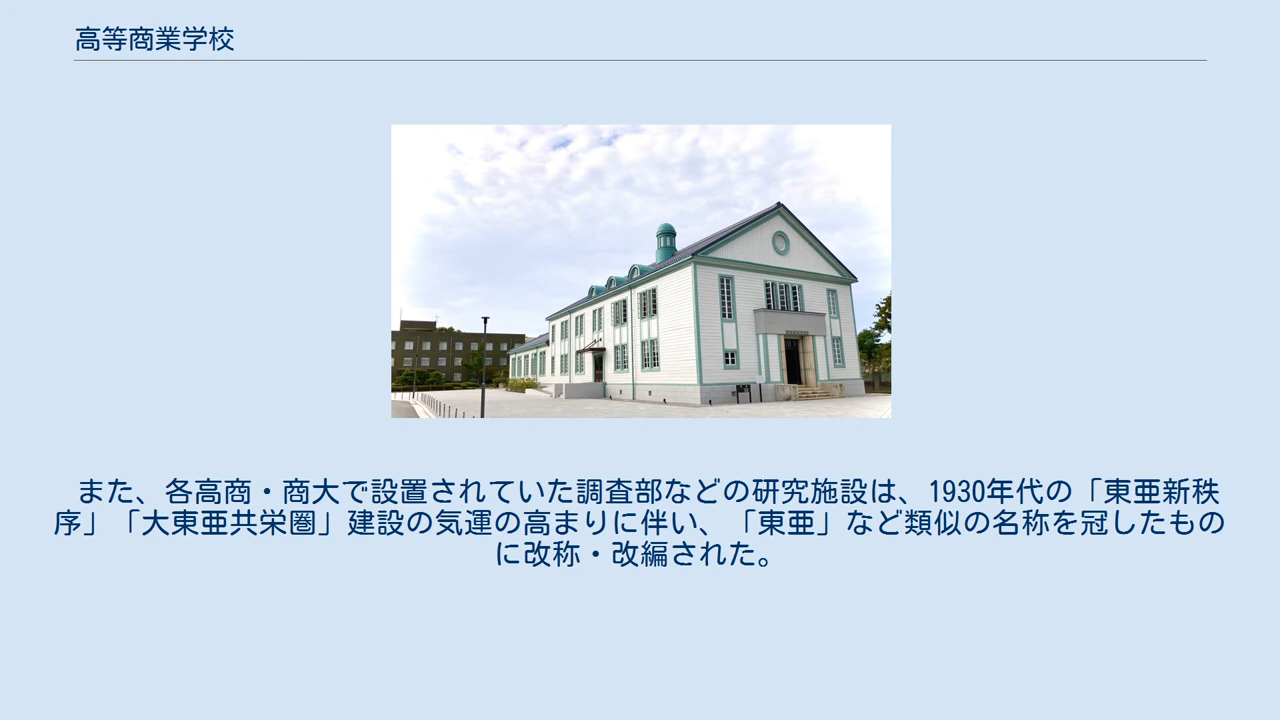 高等商業学校
また、各高商・商大で設置されていた調査部などの研究施設は、1930年代の「東亜新秩
序」「大東亜共栄圏」建設の気運の高まりに伴い、「東亜」など類似の名称を冠したもの
に改称・改編された。